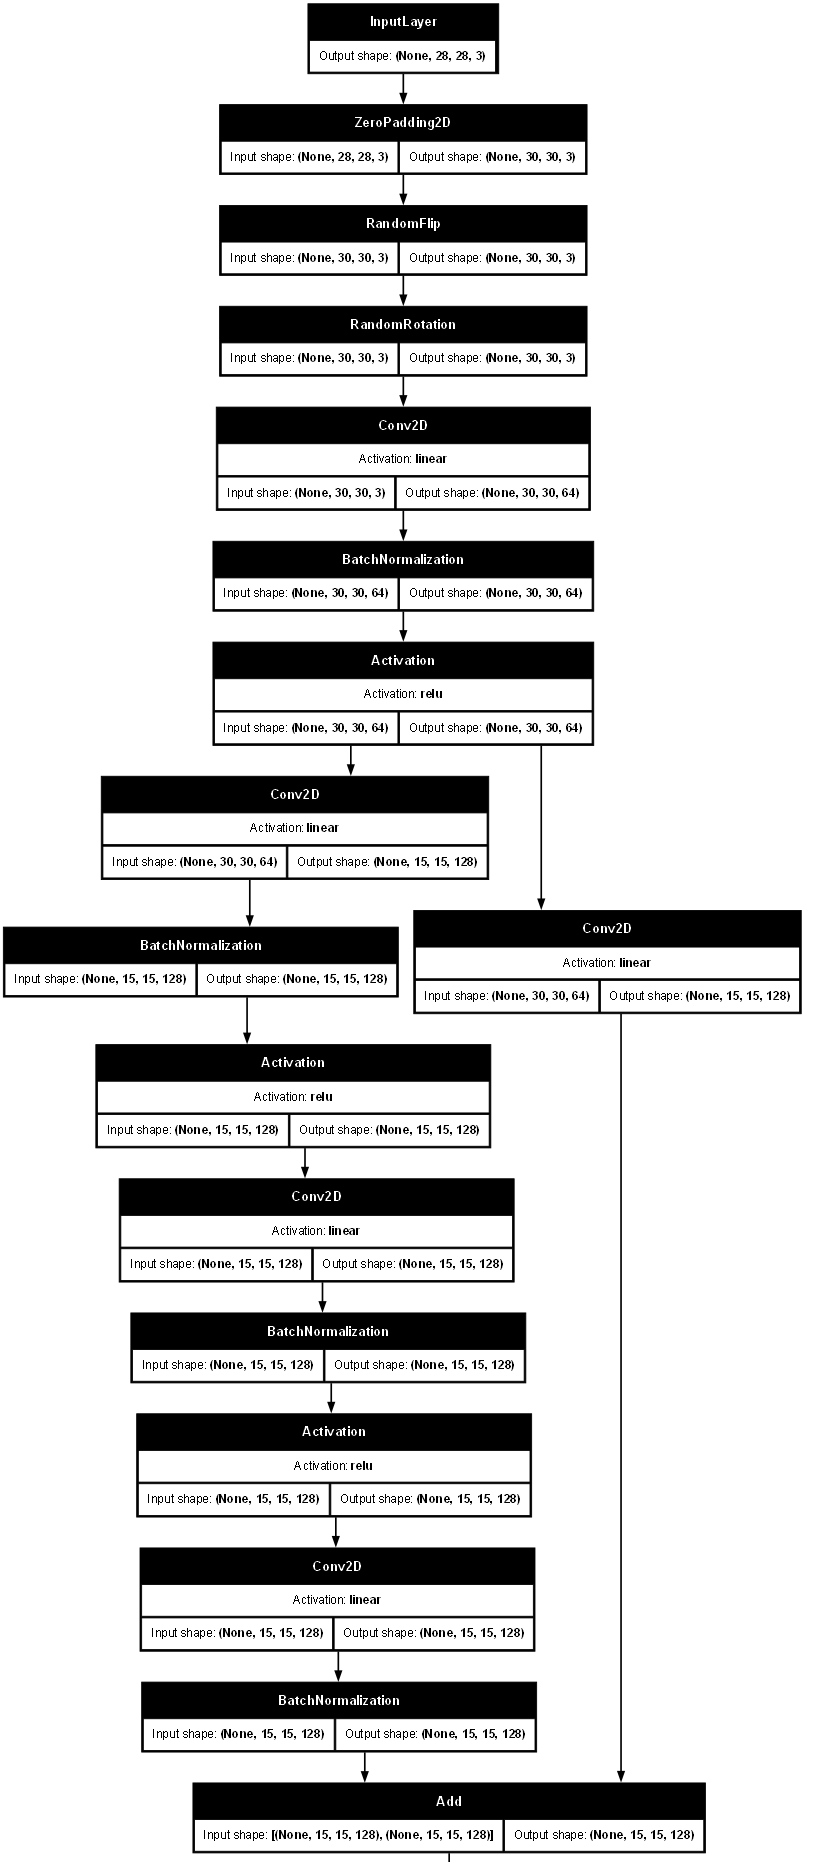 InputLayer
Output shape: (None, 28, 28, 3)
ZeroPadding2D
Input shape: (None, 28, 28, 3) Output shape: (None, 30, 30, 3)
RandomFlip
Input shape: (None, 30, 30, 3) Output shape: (None, 30, 30, 3)
RandomRotation
Input shape: (None, 30, 30, 3) Output shape: (None, 30, 30, 3)
Conv2D
Activation: linear
Input shape: (None, 30, 30, 3) Output shape: (None, 30, 30, 64)
BatchNormalization
Input shape: (None, 30, 30, 64) Output shape: (None, 30, 30, 64)
Activation
Activation: relu
Input shape: (None, 30, 30, 64) Output shape: (None, 30, 30, 64)
Conv2D
Activation: linear
Input shape: (None, 30, 30, 64) Output shape: (None, 15, 15, 128)
BatchNormalization
Input shape: (None, 15, 15, 128) Output shape: (None, 15, 15, 128)
Conv2D
Activation: linear
Input shape: (None, 30, 30, 64) Output shape: (None, 15, 15, 128)
Activation
Activation: relu
Input shape: (None, 15, 15, 128) Output shape: (None, 15, 15, 128)
Conv2D
Activation: linear
Input shape: (None, 15, 15, 128) Output shape: (None, 15, 15, 128)
BatchNormalization
Input shape: (None, 15, 15, 128) Output shape: (None, 15, 15, 128)
Activation
Activation: relu
Input shape: (None, 15, 15, 128) Output shape: (None, 15, 15, 128)
Conv2D
Activation: linear
Input shape: (None, 15, 15, 128) Output shape: (None, 15, 15, 128)
BatchNormalization
Input shape: (None, 15, 15, 128) Output shape: (None, 15, 15, 128)
Add
Input shape: [(None, 15, 15, 128), (None, 15, 15, 128)] Output shape: (None, 15, 15, 128)